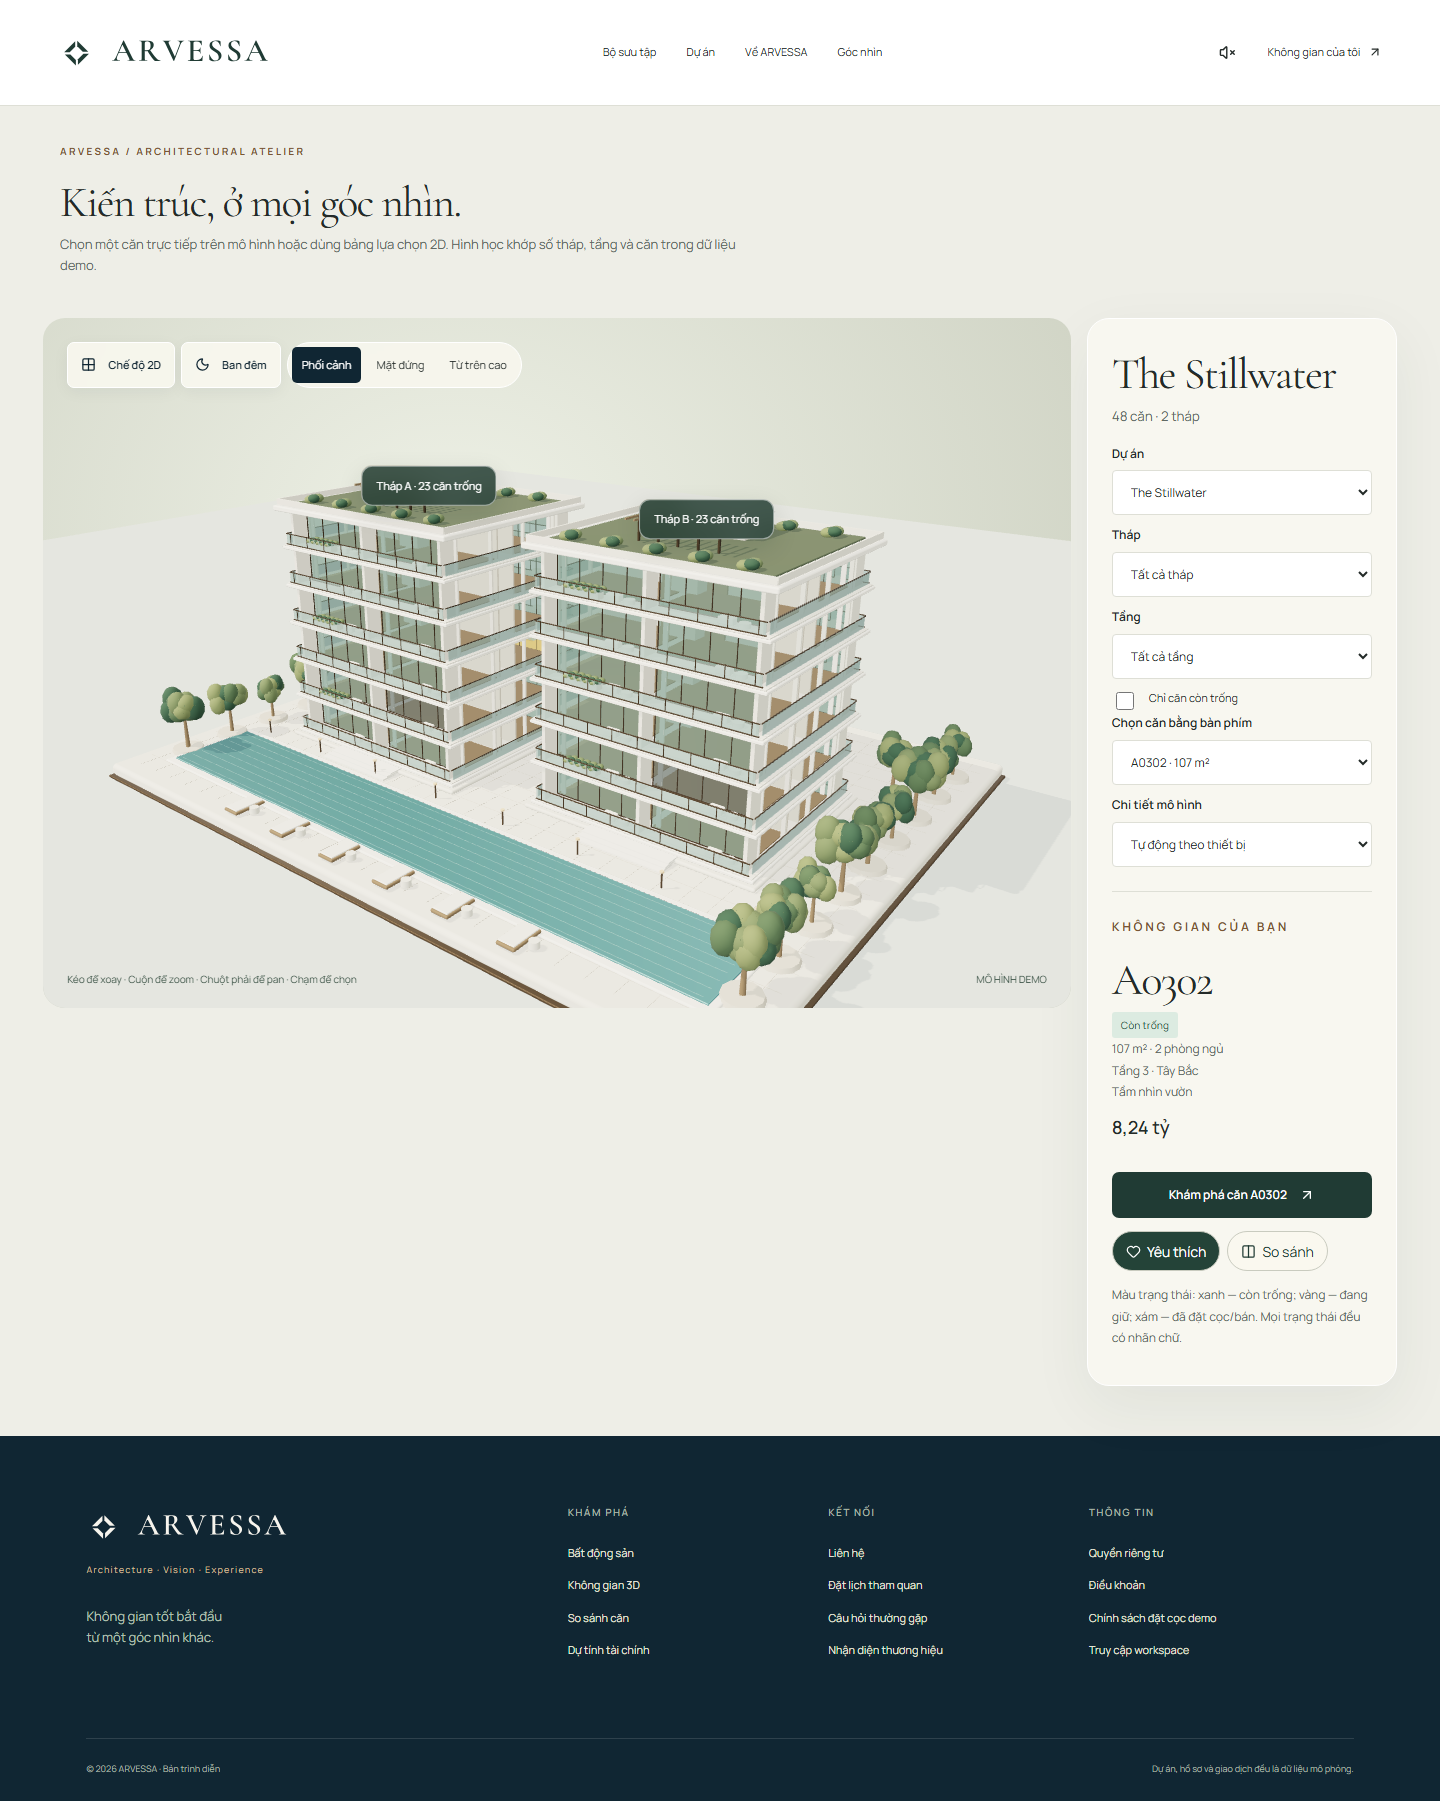 ARVESSA
Bộ sưu tập
Dự án
Về ARVESSA
Góc nhìn
Không gian của tôi
ARVESSA / ARCHITECTURAL ATELIER
Kiến trúc, ở mọi góc nhìn.
Chọn một căn trực tiếp trên mô hình hoặc dùng bảng lựa chọn 2D. Hình học khớp số tháp, tầng và căn trong dữ liệu
demo.
Chế độ 2D
Ban đêm
Phối cảnh
Mặt đứng
Từ trên cao
Tháp A · 23 căn trống
Tháp B · 23 căn trống
Kéo để xoay · Cuộn để zoom · Chuột phải để pan · Chạm để chọn
MÔ HÌNH DEMO
The Stillwater
48 căn · 2 tháp
Dự án
The Stillwater
Tháp
Tất cả tháp
Tầng
Tất cả tầng
Chỉ căn còn trống
Chọn căn bằng bàn phím
A0302 · 107 m²
Chi tiết mô hình
Tự động theo thiết bị
KHÔNG GIAN CỦA BẠN
A0302
Còn trống
107 m² · 2 phòng ngủ
Tầng 3 · Tây Bắc
Tầm nhìn vườn
8,24 tỷ
Khám phá căn A0302
Yêu thích
So sánh
Màu trạng thái: xanh — còn trống; vàng — đang
giữ; xám — đã đặt cọc/bán. Mọi trạng thái đều
có nhãn chữ.
ARVESSA
Architecture · Vision · Experience
Không gian tốt bắt đầu
từ một góc nhìn khác.
KHÁM PHÁ
Bất động sản
Không gian 3D
So sánh căn
Dự tính tài chính
KẾT NỐI
Liên hệ
Đặt lịch tham quan
Câu hỏi thường gặp
Nhận diện thương hiệu
THÔNG TIN
Quyền riêng tư
Điều khoản
Chính sách đặt cọc demo
Truy cập workspace
© 2026 ARVESSA · Bản trình diễn
Dự án, hồ sơ và giao dịch đều là dữ liệu mô phỏng.